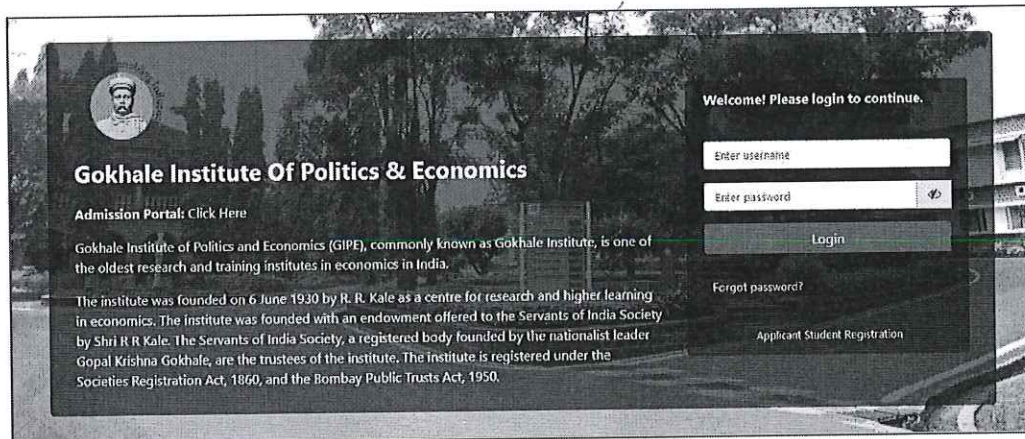 Gokhale Institute Of Politics & Economics
Admission Portal: Click Here
Gokhale Institute of Politics and Economics (GIPE), commonly known as Gokhale Institute, is one of
the oldest research and training institutes in economics in India.
The institute was founded on 6 June 1930 by R. R. Kale as a centre for research and higher learning
in economics. The institute was founded with an endowment offered to the Servants of India Society
by Shri R R Kale. The Servants of India Society, a registered body founded by the nationalist leader
Gopal Krishna Gokhale, are the trustees of the institute. The institute is registered under the
Societies Registration Act, 1860, and the Bombay Public Trusts Act, 1950.
Welcome! Please login to continue.
Enter username
Enter password
Login
Forgot password?
Applicant Student Registration